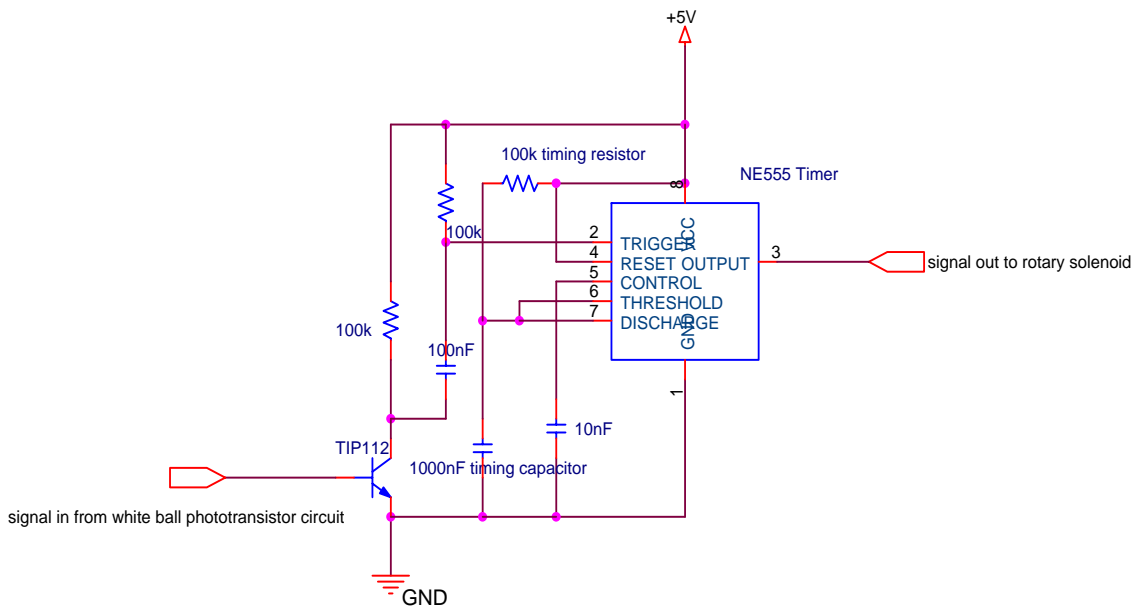 +5V
100k timing resistor
NE555 Timer
8
100k
2
TRIGGER
VCC
4
RESET OUTPUT
3
signal out to rotary solenoid
5
CONTROL
6
THRESHOLD
7
DISCHARGE
GND
100k
100nF
1
10nF
TIP112
1000nF timing capacitor
signal in from white ball phototransistor circuit
GND